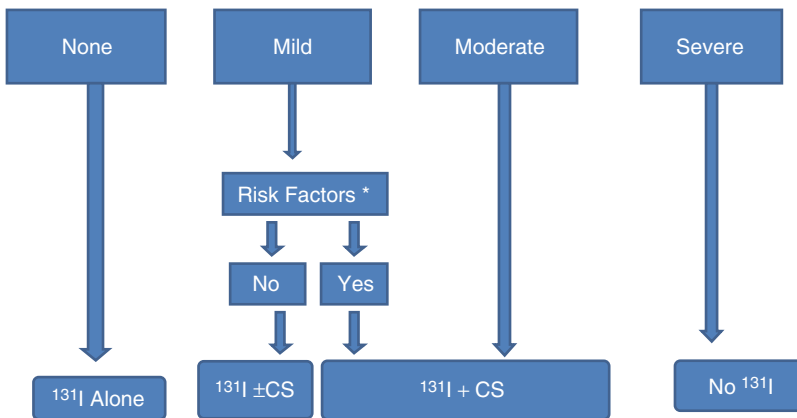 None
Mild
Moderate
Severe
Risk Factors *
No
Yes
¹³¹I Alone
¹³¹I ±CS
¹³¹I + CS
No ¹³¹I